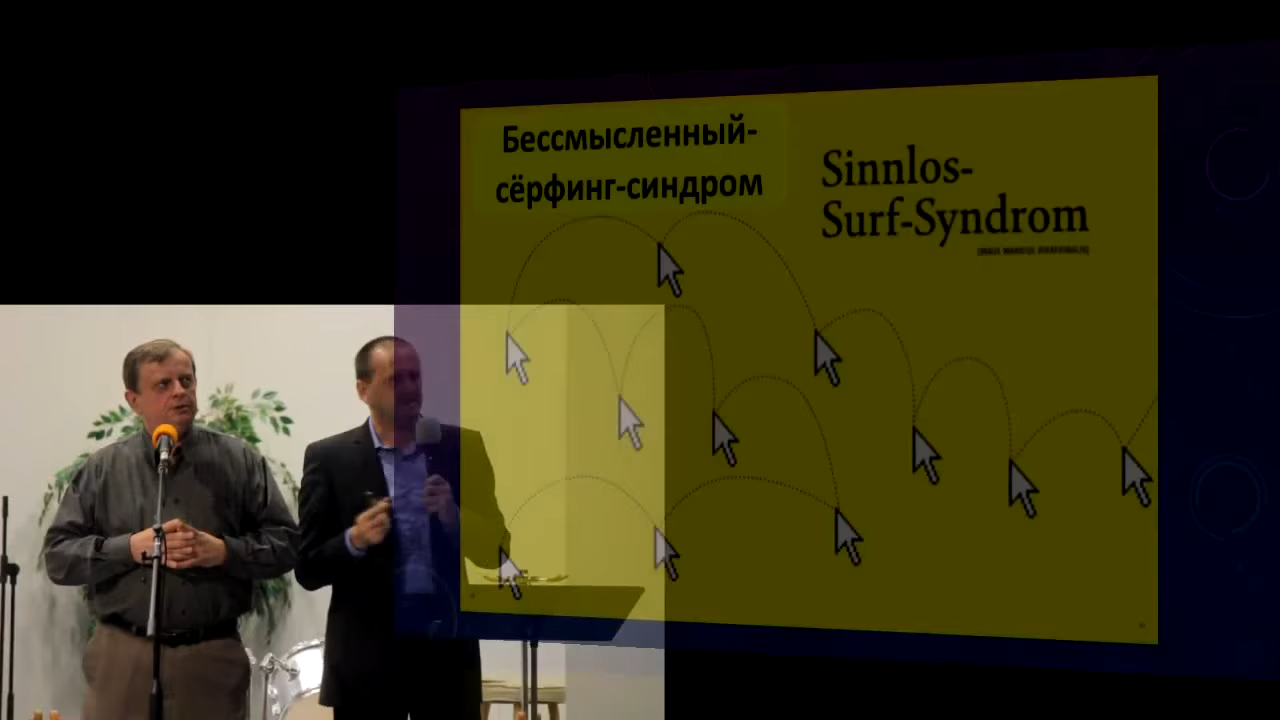 Бессмысленный-
сёрфинг-синдром
Sinnlos-
Surf-Syndrom